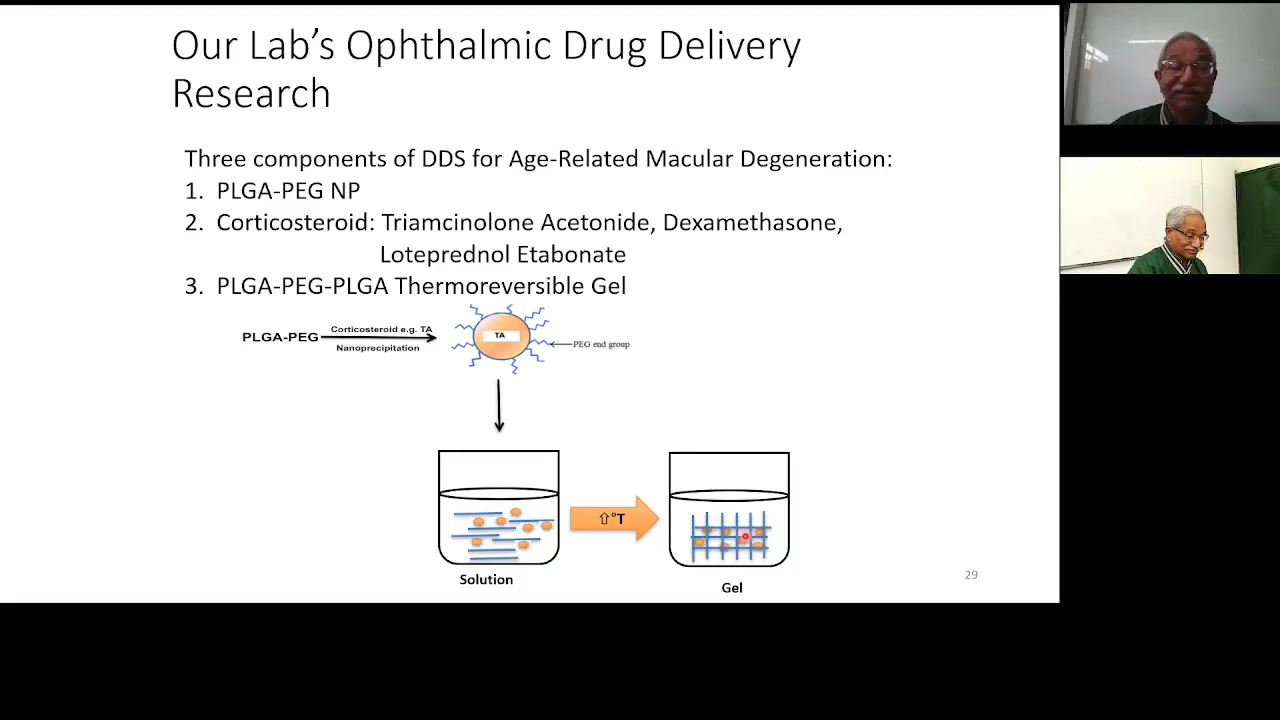 Our Lab's Ophthalmic Drug Delivery
Research
Three components of DDS for Age-Related Macular Degeneration:
1. PLGA-PEG NP
2. Corticosteroid: Triamcinolone Acetonide, Dexamethasone,
Loteprednol Etabonate
3. PLGA-PEG-PLGA Thermoreversible Gel
PLGA-PEG
Corticosteroid e.g. TA
Nanoprecipitation
TA
PEG end group
⇧°T
Solution
Gel
29